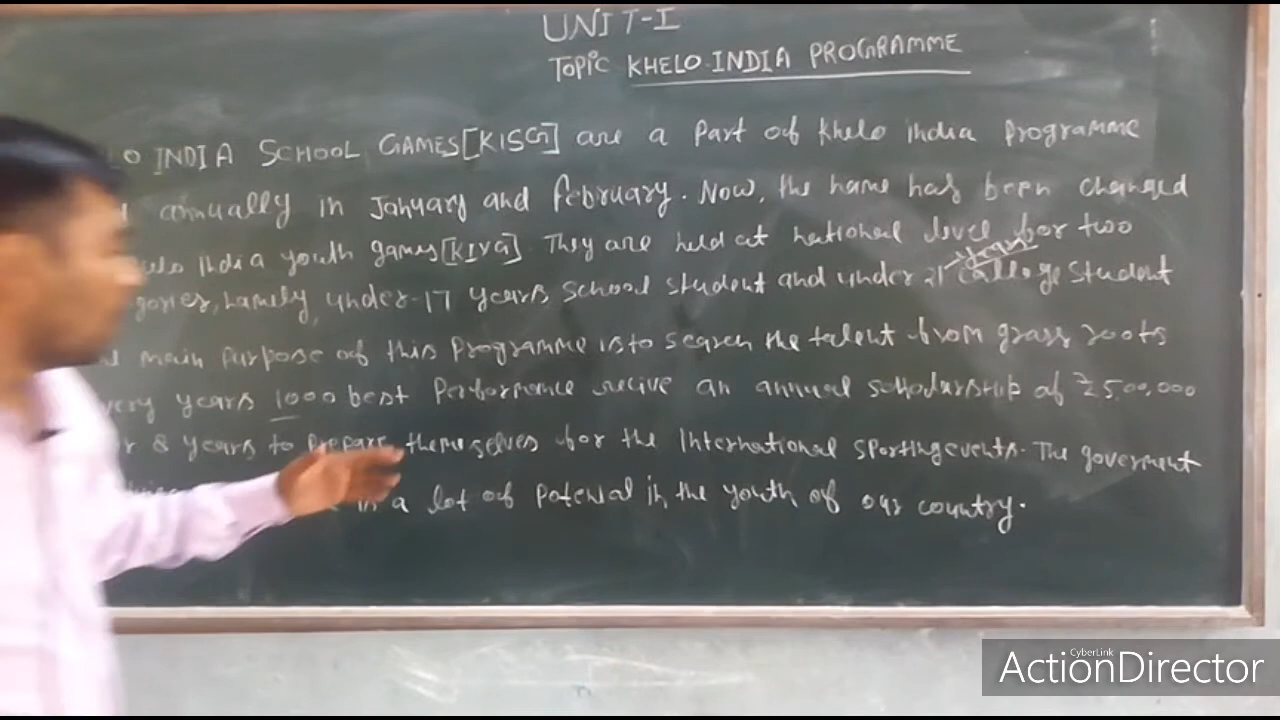 UNIT-I
TOPIC KHELO INDIA PROGRAMME
O INDIA SCHOOL GAMES[KISG] are a part of khelo india programme
annually in January and february. Now, the name has been changed
india youth games[KIYG]. They are held at national level for two
gories, namely, under-17 years school student and under-21 years college student
main purpose of this programme is to search the talent from grass roots
very years 1000 best performance recive an annual scholarship of ₹5,00,000
r 8 years to prepare themselves for the International sporting events. The goverment
is a lot of potensal in the youth of our country.
CyberLink
ActionDirector